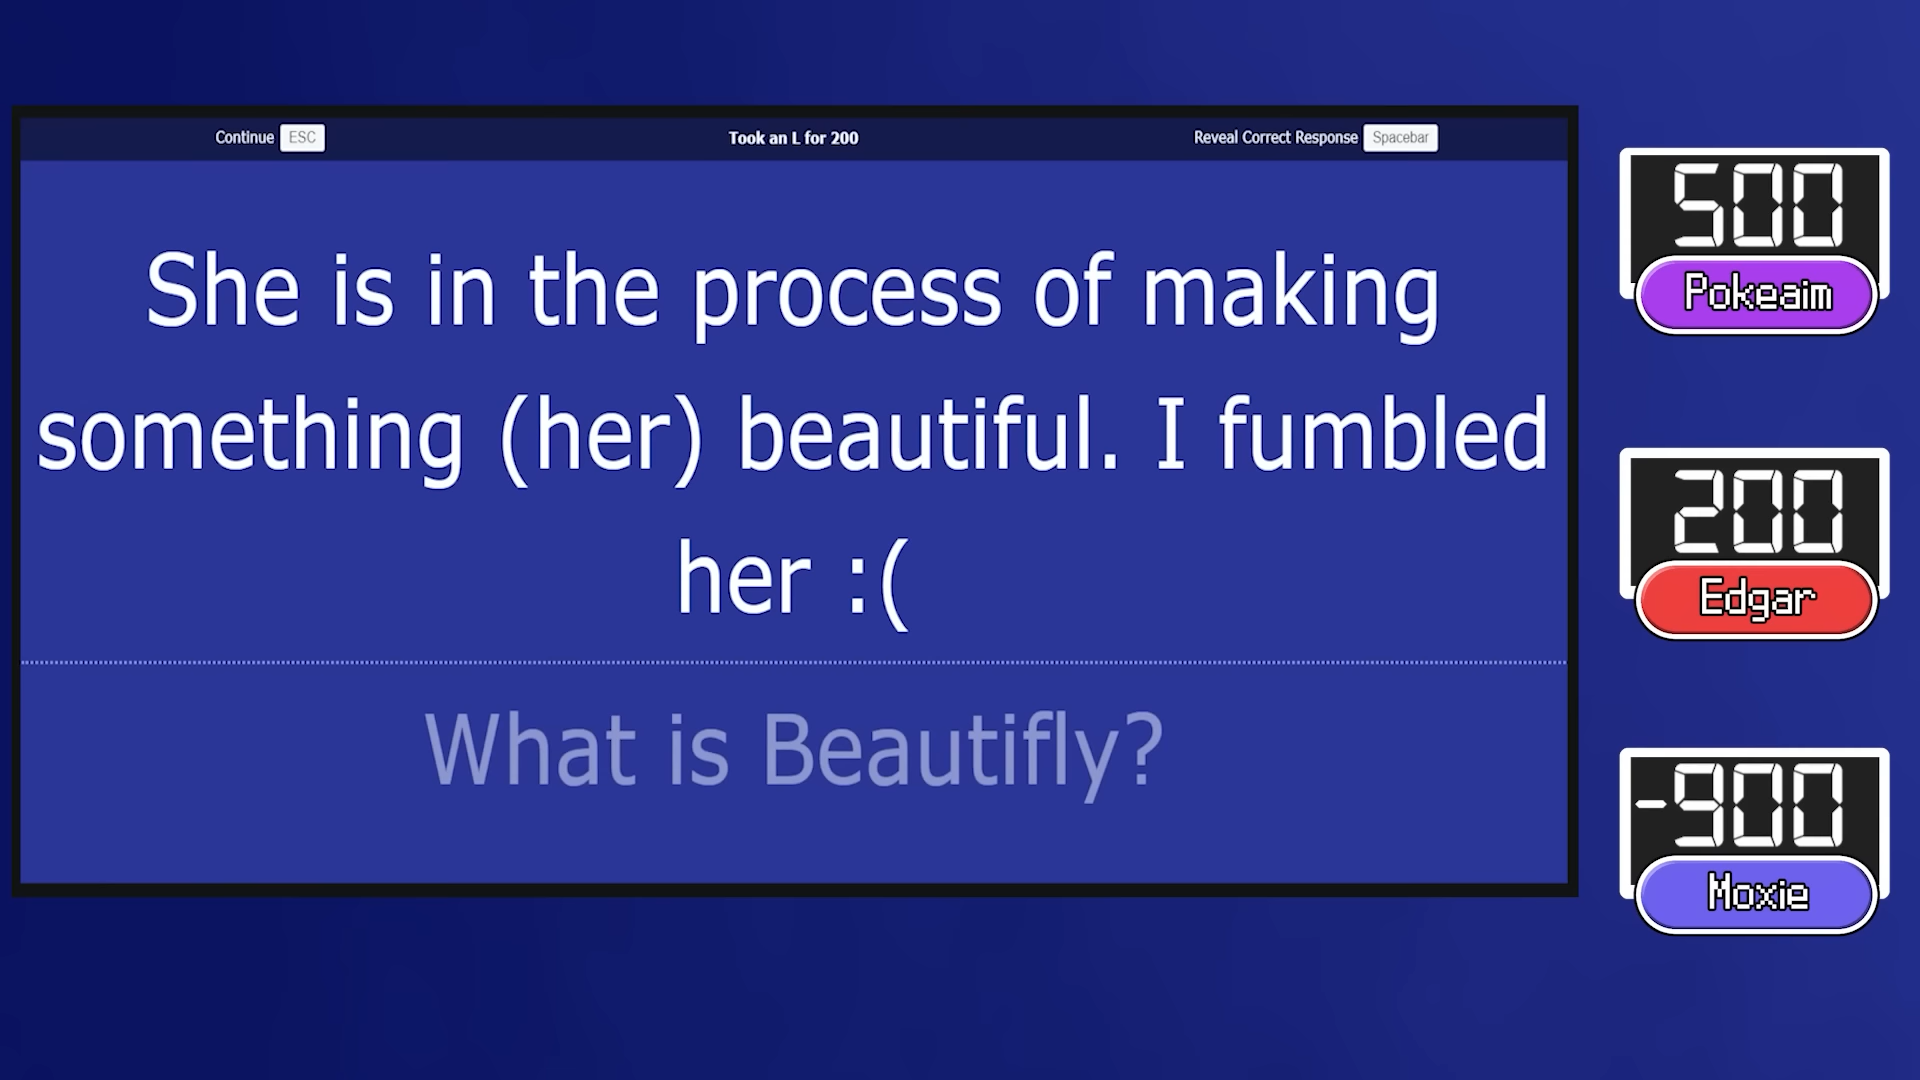 Continue ESC
Took an L for 200
Reveal Correct Response Spacebar
She is in the process of making
something (her) beautiful. I fumbled
her :(
What is Beautifly?
500
Pokeaim
200
Edgar
-900
Moxie